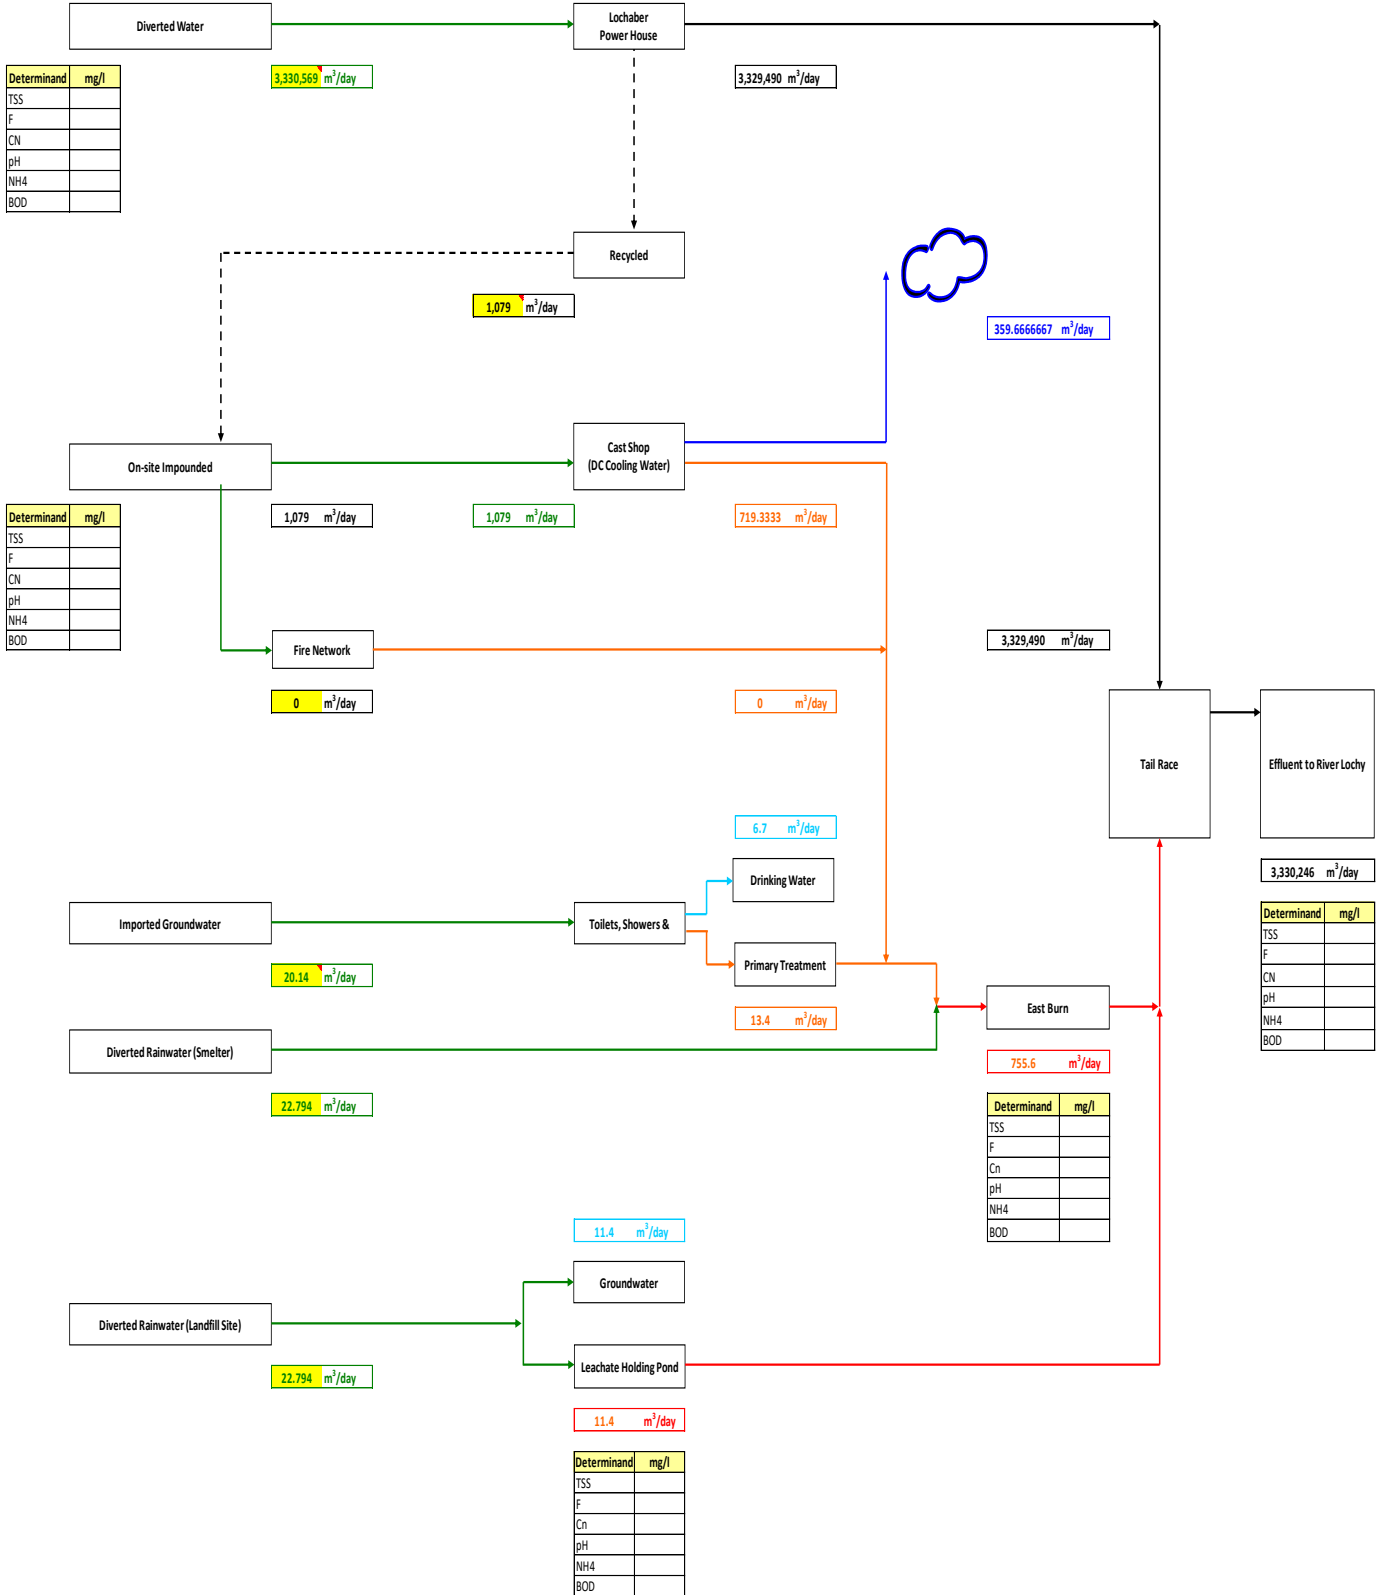 Diverted Water
Lochaber
Power House
Determinand mg/l
3,330,569 m³/day
3,329,490 m³/day
TSS
F
CN
pH
NH4
BOD
Recycled
1,079 m³/day
359.6666667 m³/day
On-site Impounded
Cast Shop
(DC Cooling Water)
Determinand mg/l
1,079 m³/day
1,079 m³/day
719.3333 m³/day
TSS
F
CN
pH
NH4
BOD
Fire Network
3,329,490 m³/day
0 m³/day
0 m³/day
Tail Race
Effluent to River Lochy
6.7 m³/day
Drinking Water
3,330,246 m³/day
Imported Groundwater
Toilets, Showers &
Determinand mg/l
TSS
F
CN
pH
NH4
BOD
Primary Treatment
20.14 m³/day
13.4 m³/day
East Burn
Diverted Rainwater (Smelter)
755.6 m³/day
22.794 m³/day
Determinand mg/l
TSS
F
Cn
pH
NH4
BOD
11.4 m³/day
Groundwater
Diverted Rainwater (Landfill Site)
Leachate Holding Pond
22.794 m³/day
11.4 m³/day
Determinand mg/l
TSS
F
Cn
pH
NH4
BOD